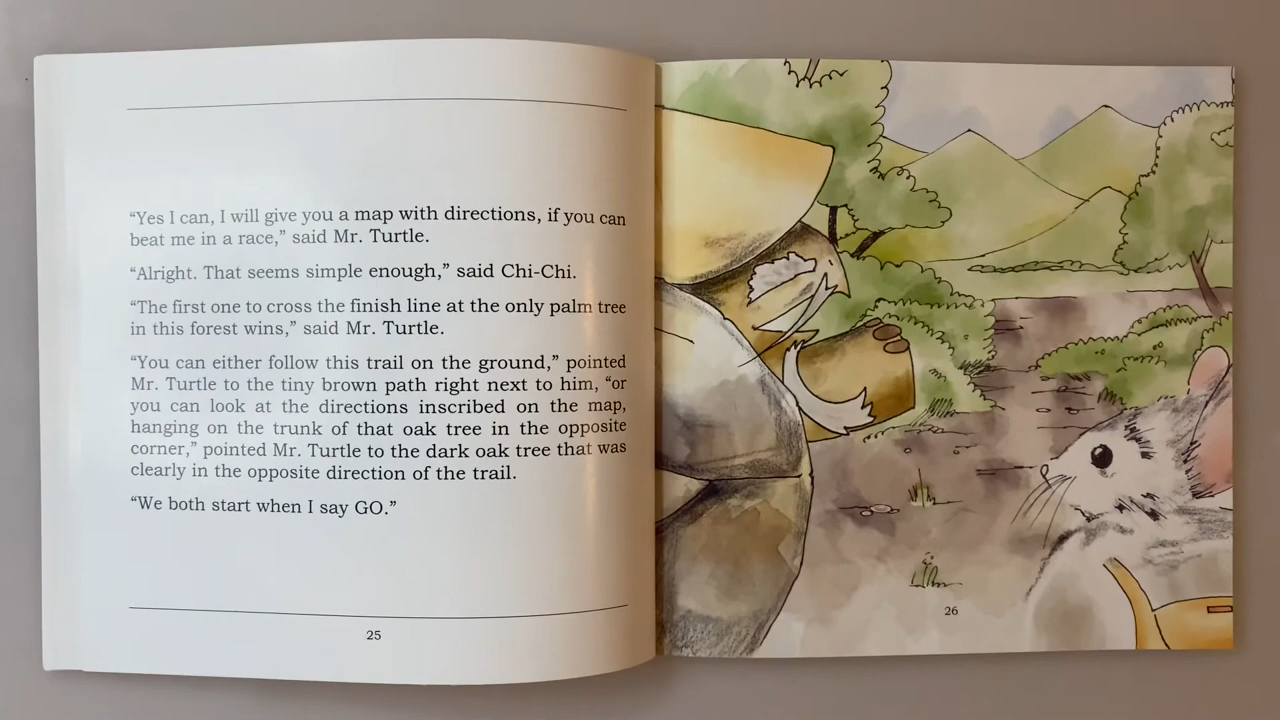 “Yes I can, I will give you a map with directions, if you can
beat me in a race,” said Mr. Turtle.
“Alright. That seems simple enough,” said Chi-Chi.
“The first one to cross the finish line at the only palm tree
in this forest wins,” said Mr. Turtle.
“You can either follow this trail on the ground,” pointed
Mr. Turtle to the tiny brown path right next to him, “or
you can look at the directions inscribed on the map,
hanging on the trunk of that oak tree in the opposite
corner,” pointed Mr. Turtle to the dark oak tree that was
clearly in the opposite direction of the trail.
“We both start when I say GO.”
25
26